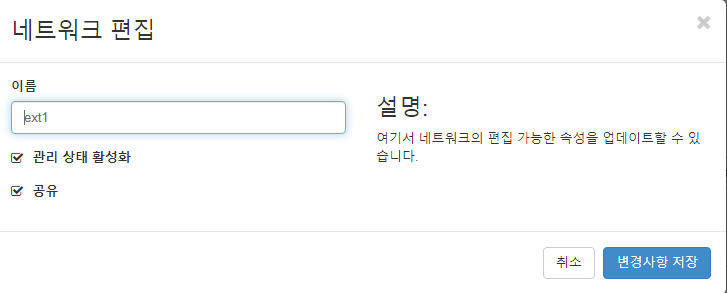 네트워크 편집
×
이름
ext1
관리 상태 활성화
공유
설명:
여기서 네트워크의 편집 가능한 속성을 업데이트할 수 있
습니다.
취소
변경사항 저장